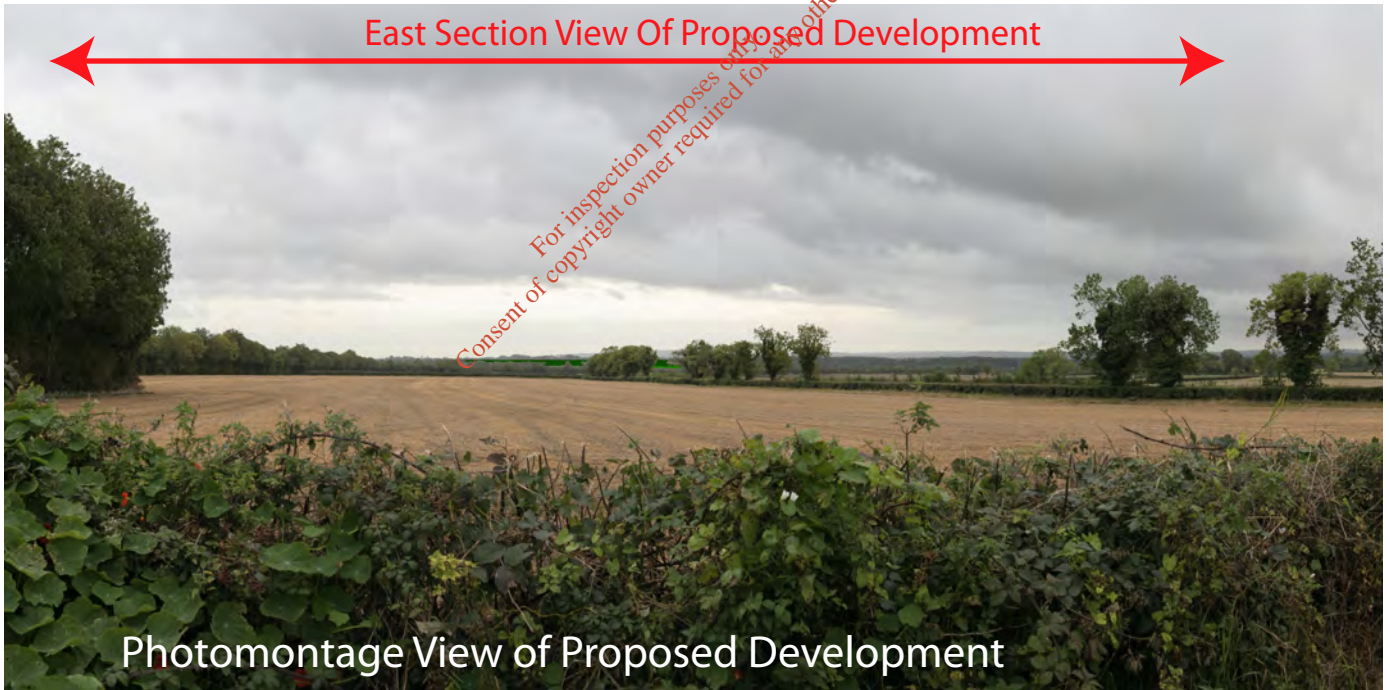 East Section View Of Proposed Development
For inspection purposes only.
Consent of copyright owner required for any other
Photomontage View of Proposed Development